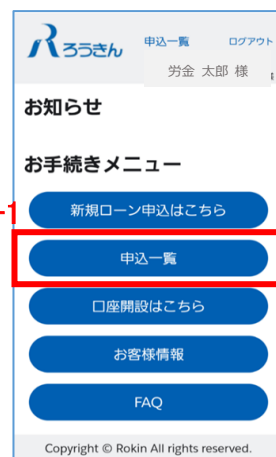 ろうきん
申込一覧 ログアウト
労金 太郎 様
お知らせ
お手続きメニュー
-1
新規ローン申込はこちら
申込一覧
口座開設はこちら
お客様情報
FAQ
Copyright © Rokin All rights reserved.